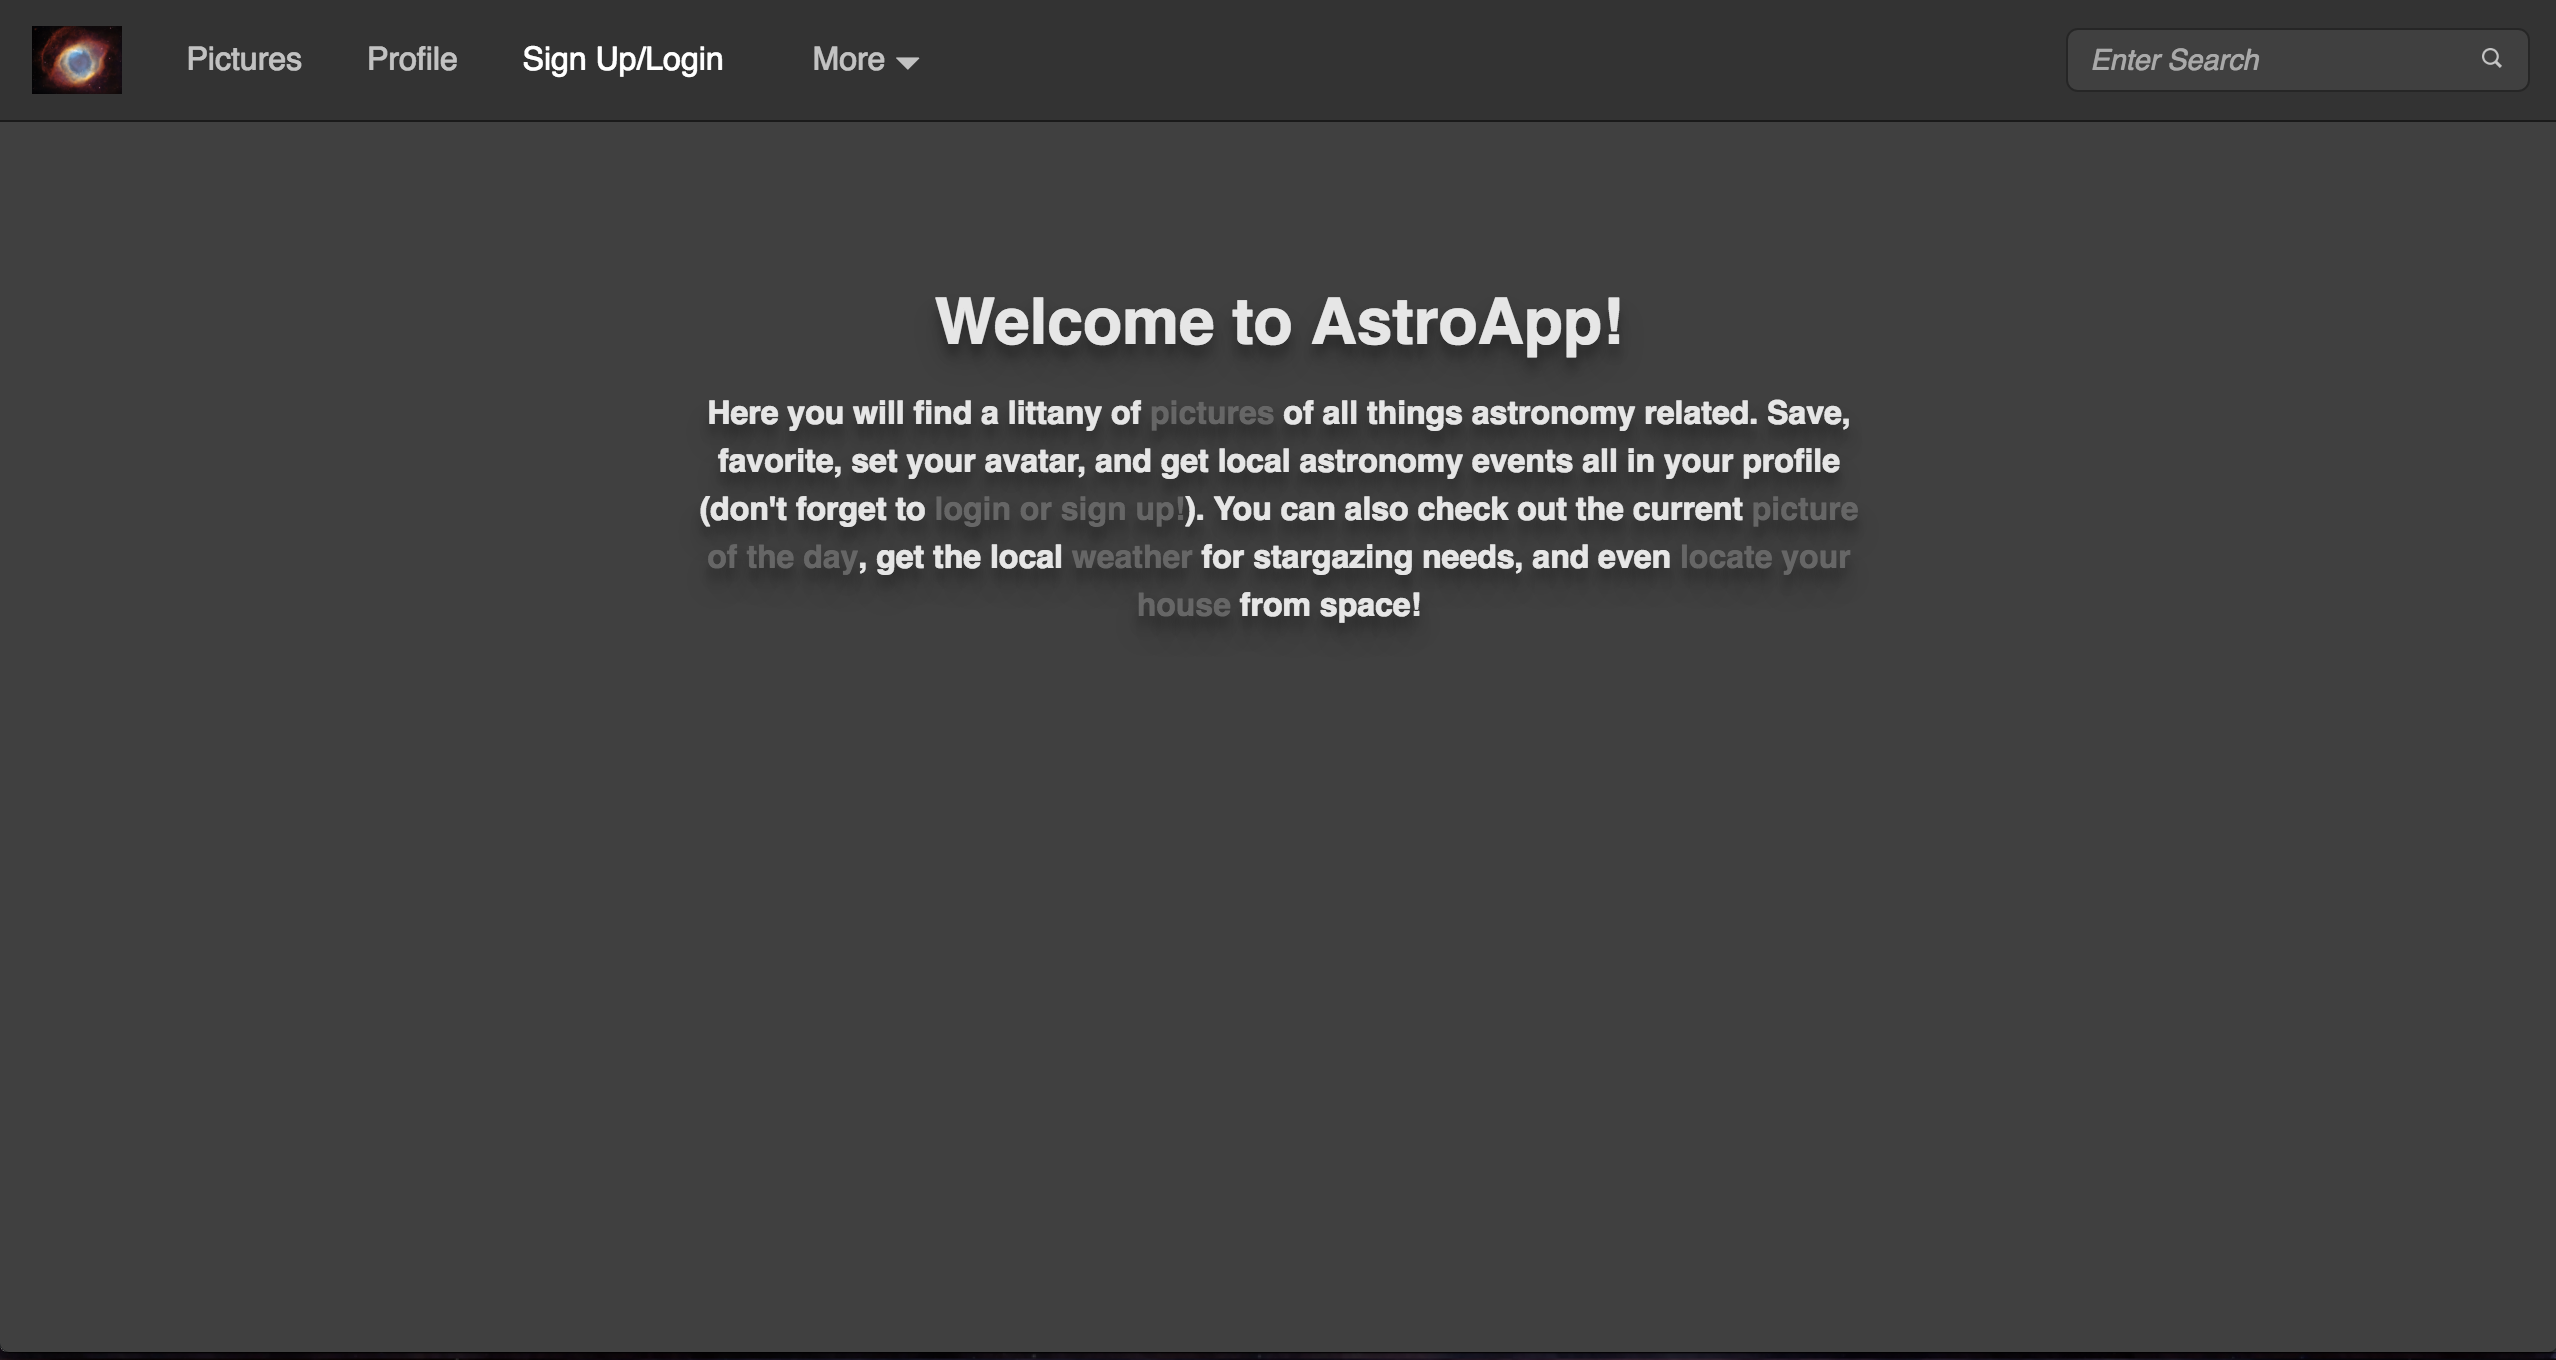 Pictures Profile Sign Up/Login More Enter Search
Welcome to AstroApp!
Here you will find a littany of pictures of all things astronomy related. Save,
favorite, set your avatar, and get local astronomy events all in your profile
(don't forget to login or sign up!). You can also check out the current picture
of the day, get the local weather for stargazing needs, and even locate your
house from space!